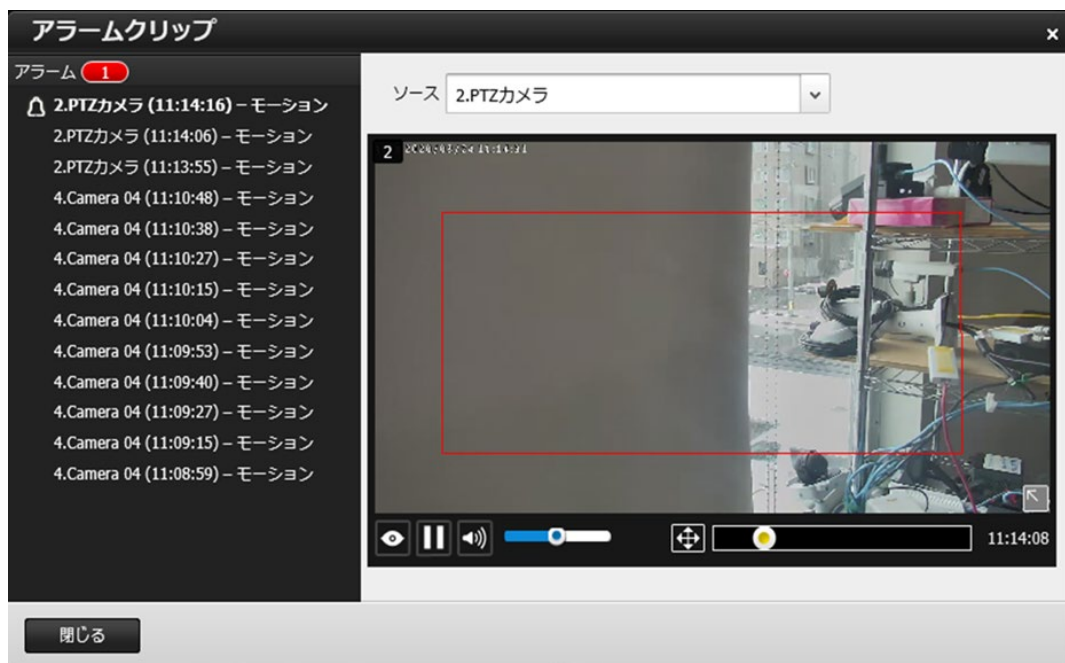 アラームクリップ
×
アラーム 1
2.PTZカメラ (11:14:16) – モーション
2.PTZカメラ (11:14:06) – モーション
2.PTZカメラ (11:13:55) – モーション
4.Camera 04 (11:10:48) – モーション
4.Camera 04 (11:10:38) – モーション
4.Camera 04 (11:10:27) – モーション
4.Camera 04 (11:10:15) – モーション
4.Camera 04 (11:10:04) – モーション
4.Camera 04 (11:09:53) – モーション
4.Camera 04 (11:09:40) – モーション
4.Camera 04 (11:09:27) – モーション
4.Camera 04 (11:09:15) – モーション
4.Camera 04 (11:08:59) – モーション
ソース 2.PTZカメラ
2
11:14:08
閉じる